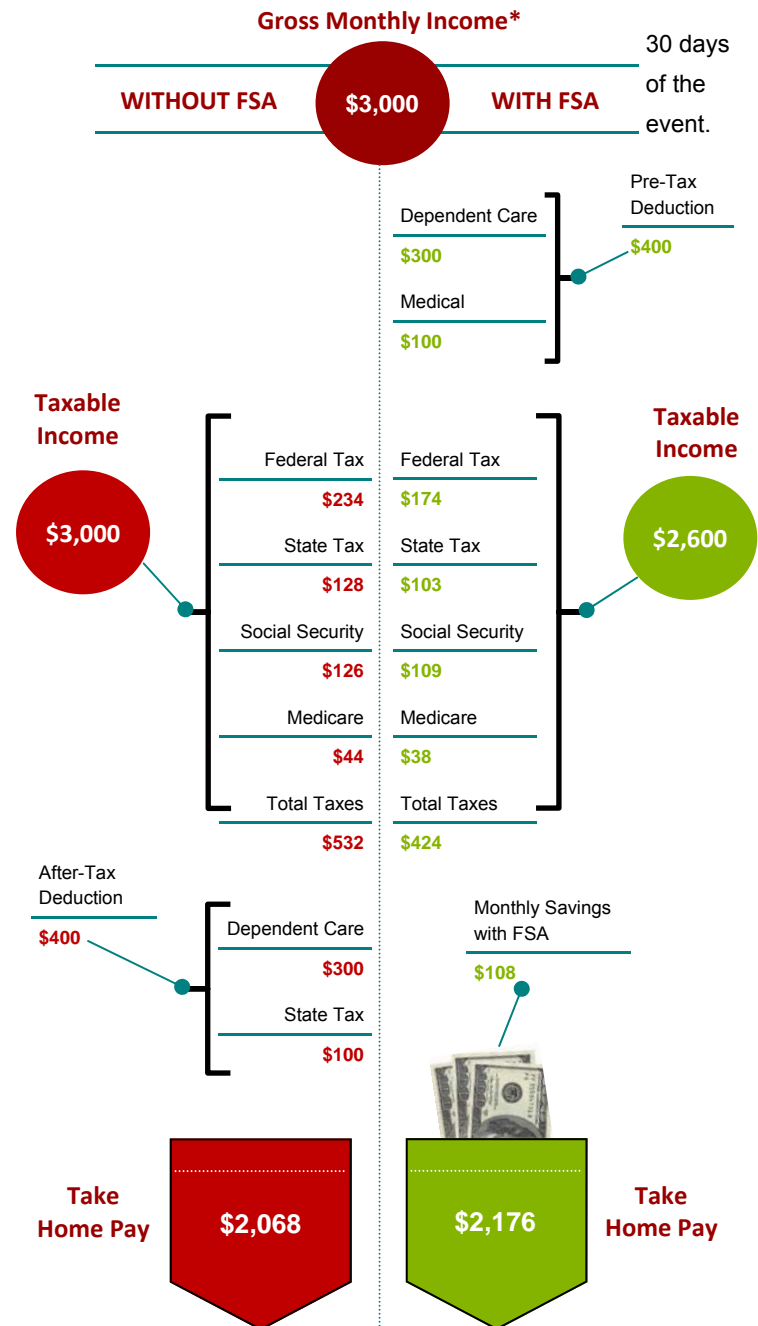 Gross Monthly Income*
30 days
of the
event.
WITHOUT FSA
$3,000
WITH FSA
Dependent Care
$300
Medical
$100
Pre-Tax
Deduction
$400
Taxable
Income
$3,000
Federal Tax
$234
State Tax
$128
Social Security
$126
Medicare
$44
Total Taxes
$532
Federal Tax
$174
State Tax
$103
Social Security
$109
Medicare
$38
Total Taxes
$424
Taxable
Income
$2,600
After-Tax
Deduction
$400
Dependent Care
$300
State Tax
$100
Monthly Savings
with FSA
$108
Take
Home Pay
$2,068
$2,176
Take
Home Pay